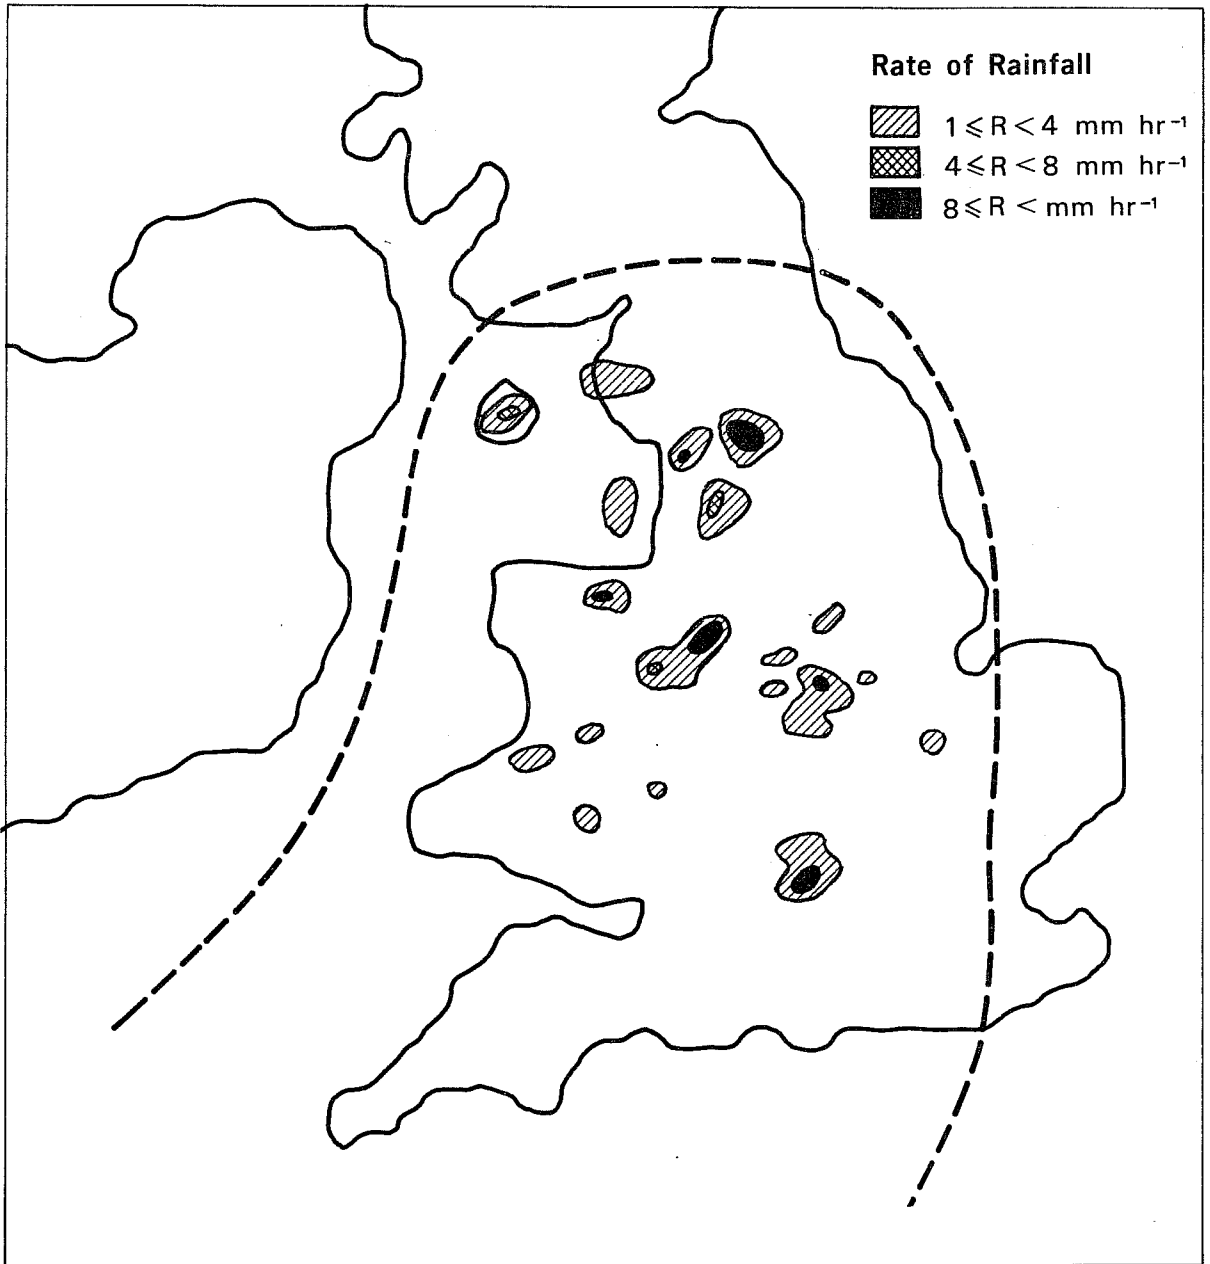 Rate of Rainfall
1 ⩽ R < 4 mm hr⁻¹
4 ⩽ R < 8 mm hr⁻¹
8 ⩽ R < mm hr⁻¹